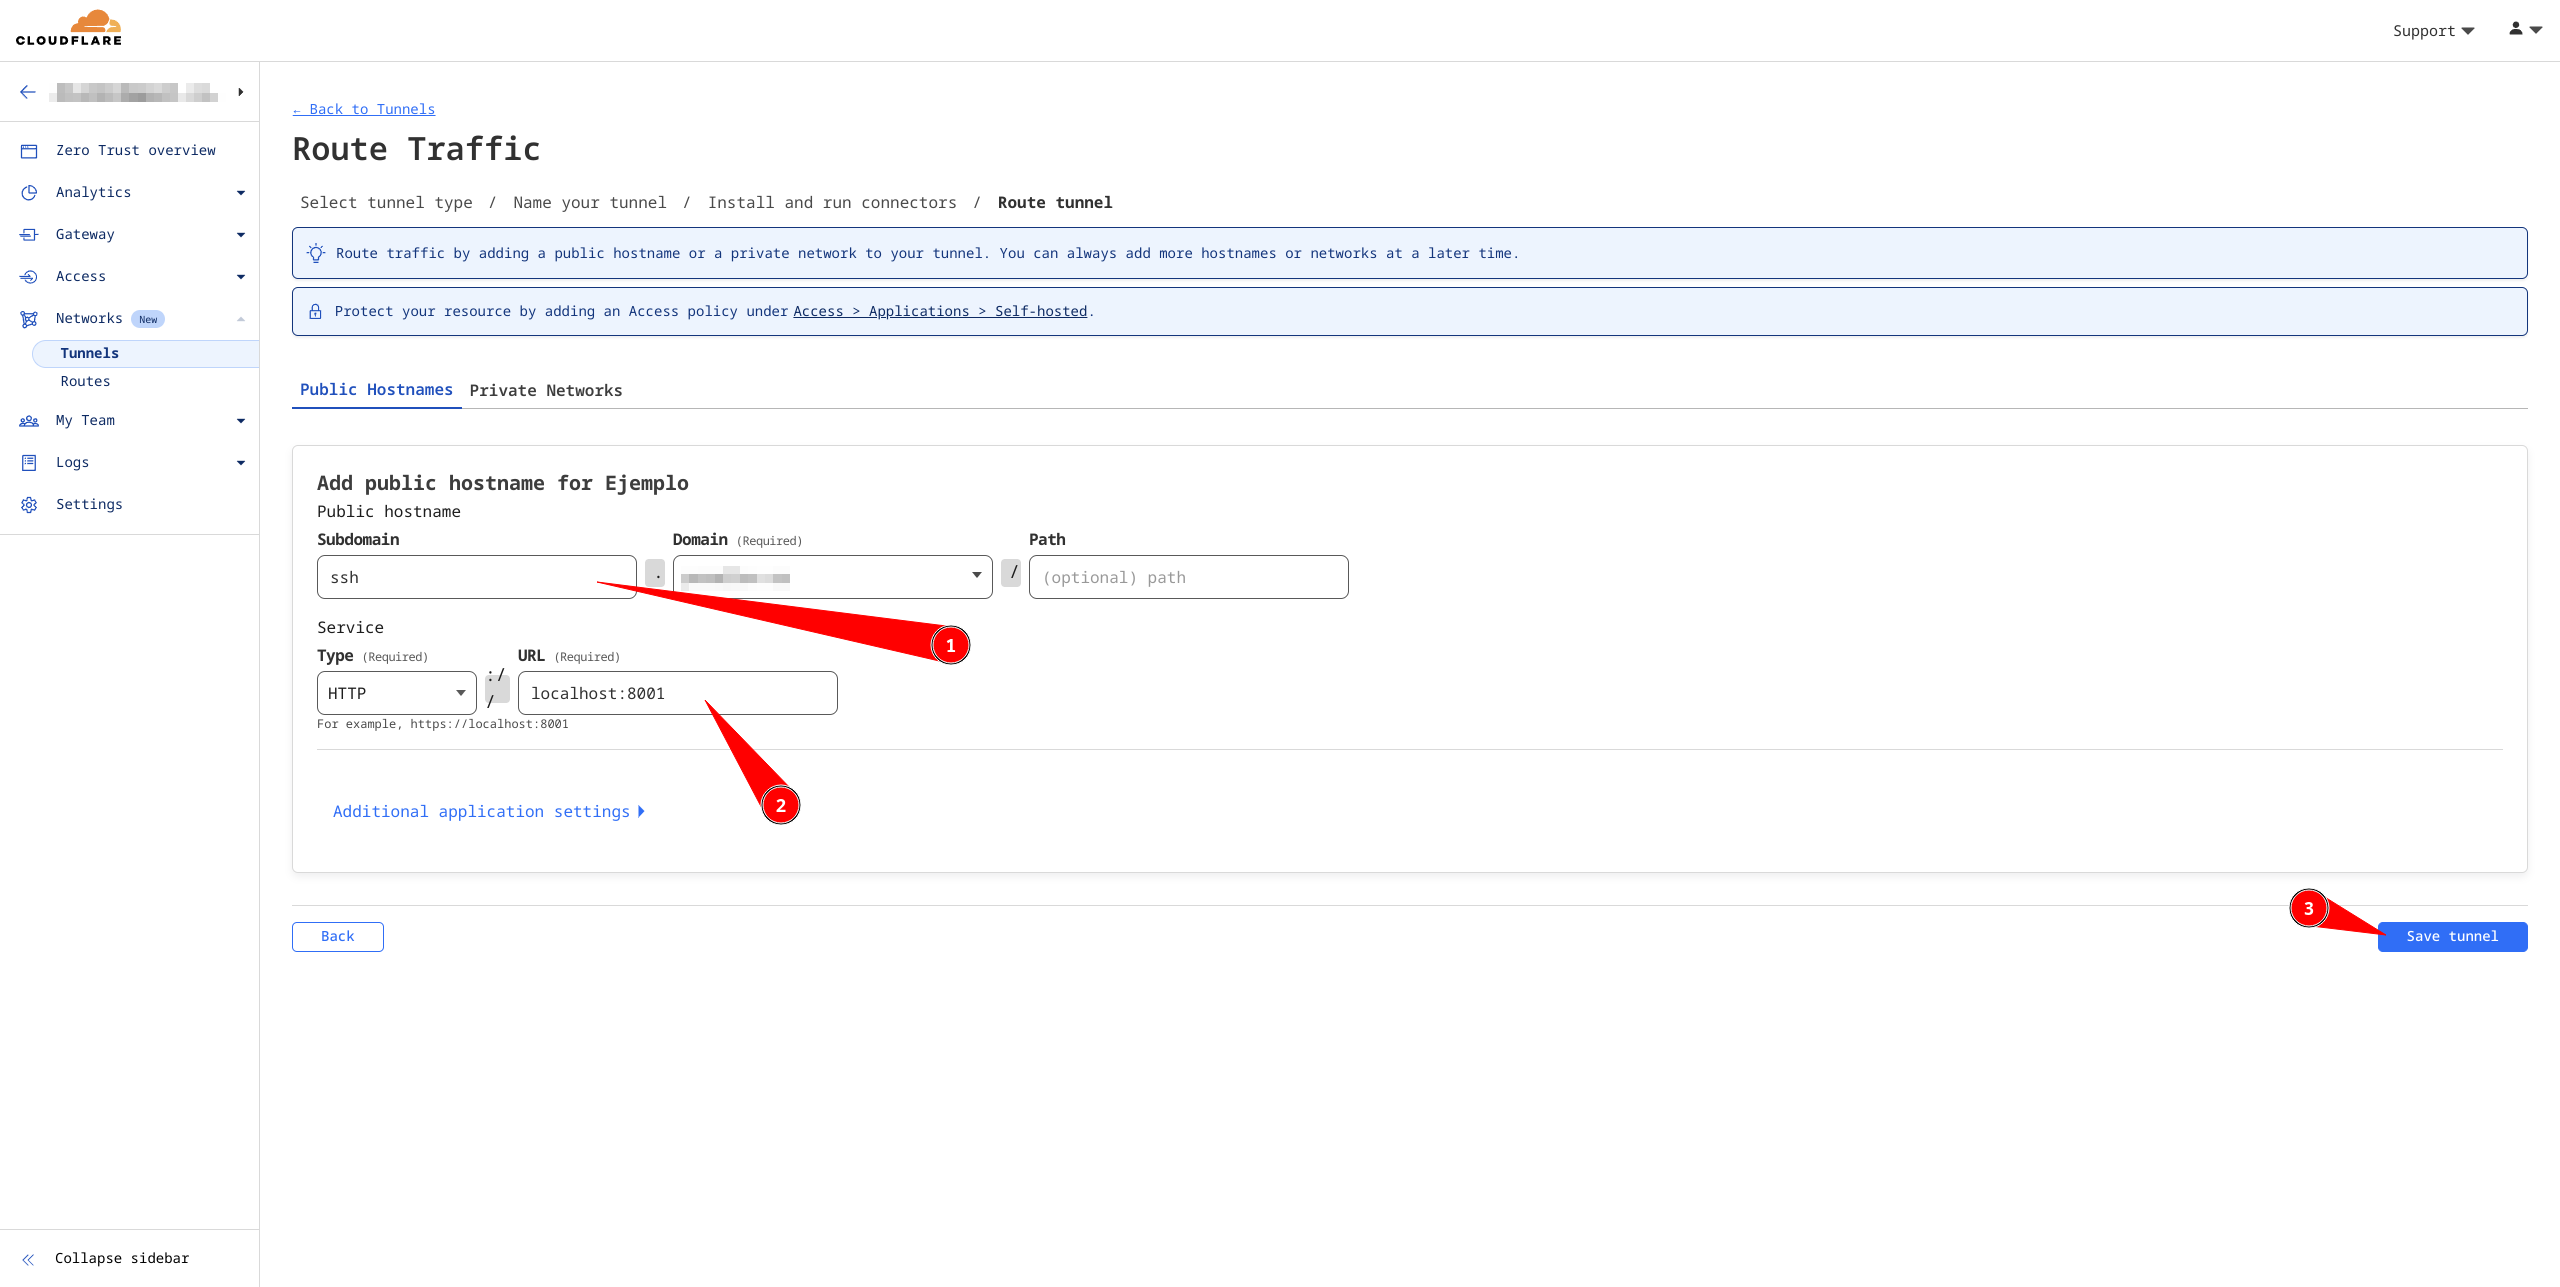 CLOUDFLARE
Support
Zero Trust overview
Analytics
Gateway
Access
Networks New
Tunnels
Routes
My Team
Logs
Settings
Collapse sidebar
← Back to Tunnels
Route Traffic
Select tunnel type / Name your tunnel / Install and run connectors / Route tunnel
Route traffic by adding a public hostname or a private network to your tunnel. You can always add more hostnames or networks at a later time.
Protect your resource by adding an Access policy under Access > Applications > Self-hosted.
Public Hostnames Private Networks
Add public hostname for Ejemplo
Public hostname
Subdomain Domain (Required) Path
ssh . / (optional) path
1
Service
Type (Required) URL (Required)
HTTP :// localhost:8001
For example, https://localhost:8001
2
Additional application settings
3
Back Save tunnel